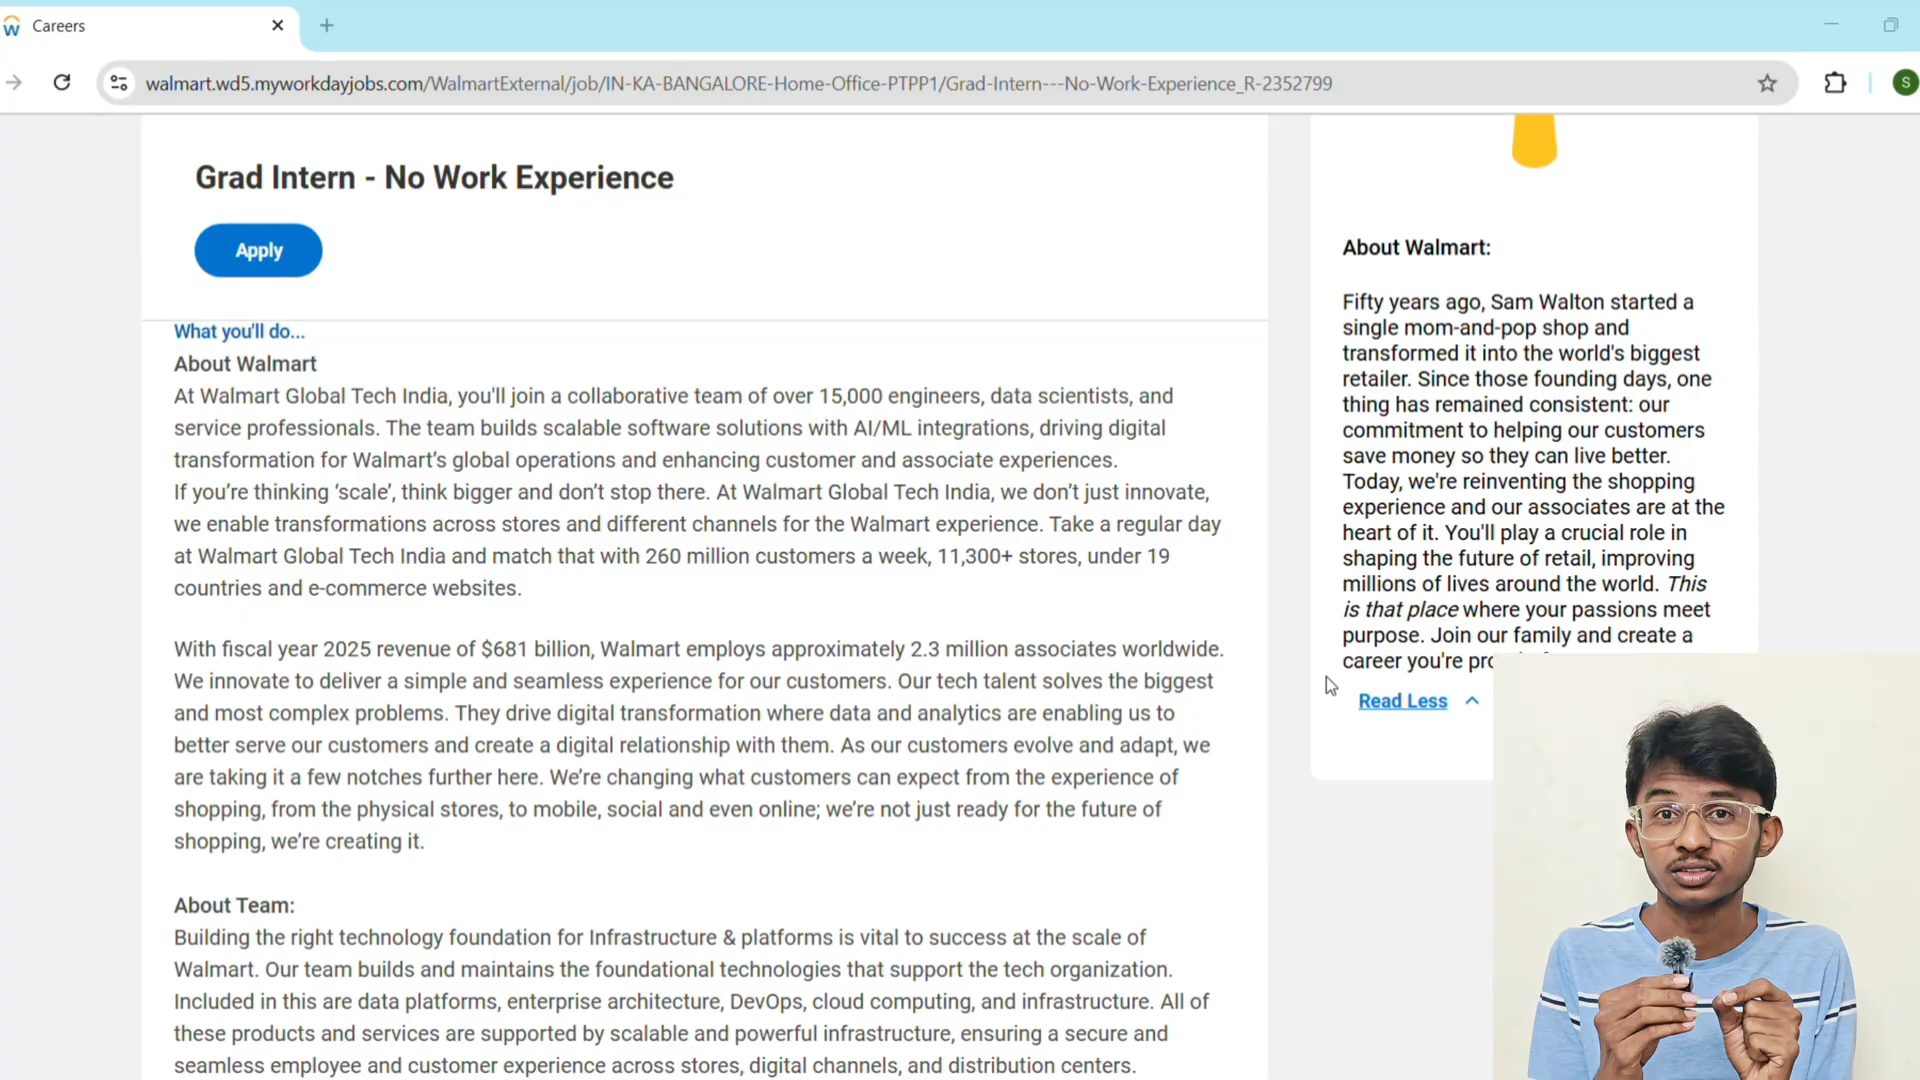 Careers
walmart.wd5.myworkdayjobs.com/WalmartExternal/job/IN-KA-BANGALORE-Home-Office-PTPP1/Grad-Intern---No-Work-Experience_R-2352799
S
Grad Intern - No Work Experience
Apply
What you'll do...
About Walmart
At Walmart Global Tech India, you'll join a collaborative team of over 15,000 engineers, data scientists, and
service professionals. The team builds scalable software solutions with AI/ML integrations, driving digital
transformation for Walmart’s global operations and enhancing customer and associate experiences.
If you’re thinking ‘scale’, think bigger and don’t stop there. At Walmart Global Tech India, we don’t just innovate,
we enable transformations across stores and different channels for the Walmart experience. Take a regular day
at Walmart Global Tech India and match that with 260 million customers a week, 11,300+ stores, under 19
countries and e-commerce websites.
With fiscal year 2025 revenue of $681 billion, Walmart employs approximately 2.3 million associates worldwide.
We innovate to deliver a simple and seamless experience for our customers. Our tech talent solves the biggest
and most complex problems. They drive digital transformation where data and analytics are enabling us to
better serve our customers and create a digital relationship with them. As our customers evolve and adapt, we
are taking it a few notches further here. We’re changing what customers can expect from the experience of
shopping, from the physical stores, to mobile, social and even online; we’re not just ready for the future of
shopping, we’re creating it.
About Team:
Building the right technology foundation for Infrastructure & platforms is vital to success at the scale of
Walmart. Our team builds and maintains the foundational technologies that support the tech organization.
Included in this are data platforms, enterprise architecture, DevOps, cloud computing, and infrastructure. All of
these products and services are supported by scalable and powerful infrastructure, ensuring a secure and
seamless employee and customer experience across stores, digital channels, and distribution centers.
About Walmart:
Fifty years ago, Sam Walton started a
single mom-and-pop shop and
transformed it into the world's biggest
retailer. Since those founding days, one
thing has remained consistent: our
commitment to helping our customers
save money so they can live better.
Today, we're reinventing the shopping
experience and our associates are at the
heart of it. You'll play a crucial role in
shaping the future of retail, improving
millions of lives around the world. This
is that place where your passions meet
purpose. Join our family and create a
career you're
Read Less